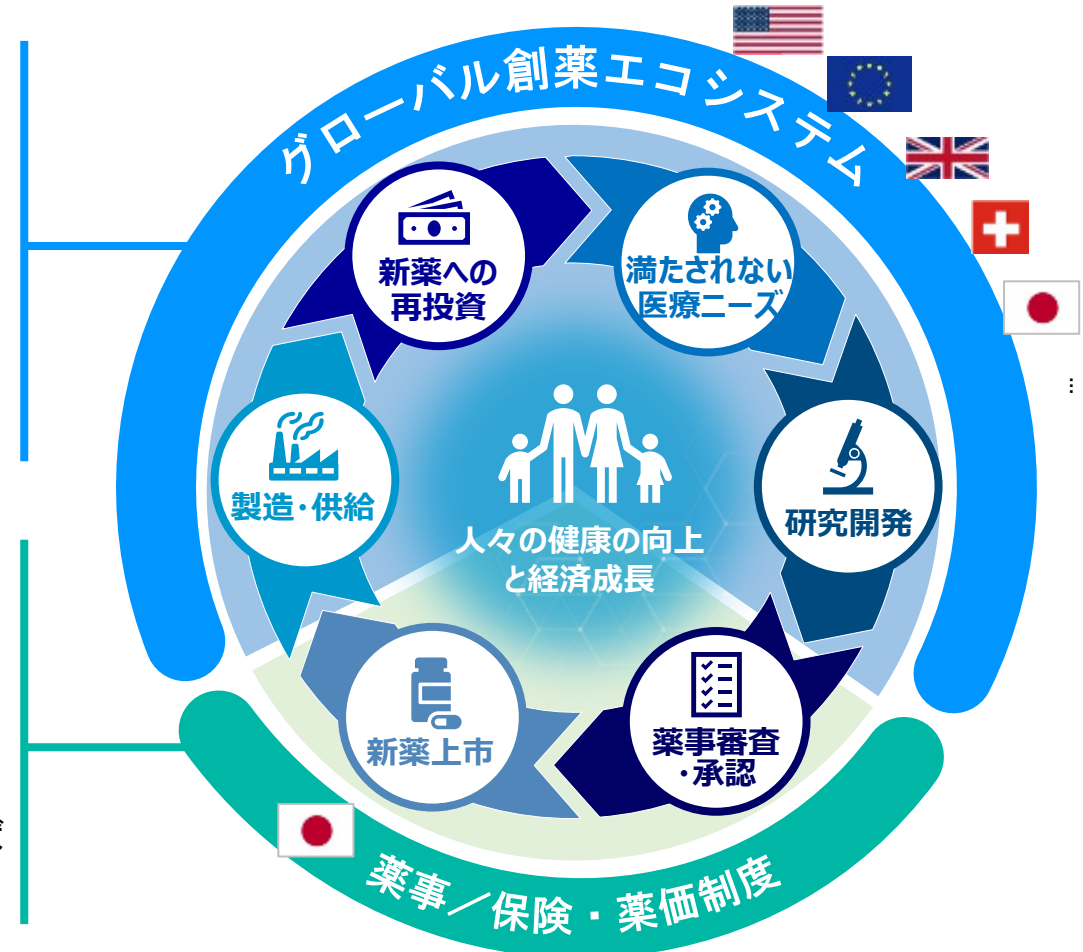 グローバル創薬エコシステム
新薬への
再投資
満たされない
医療ニーズ
製造・供給
研究開発
人々の健康の向上
と経済成長
新薬上市
薬事審査
・承認
薬事／保険・薬価制度